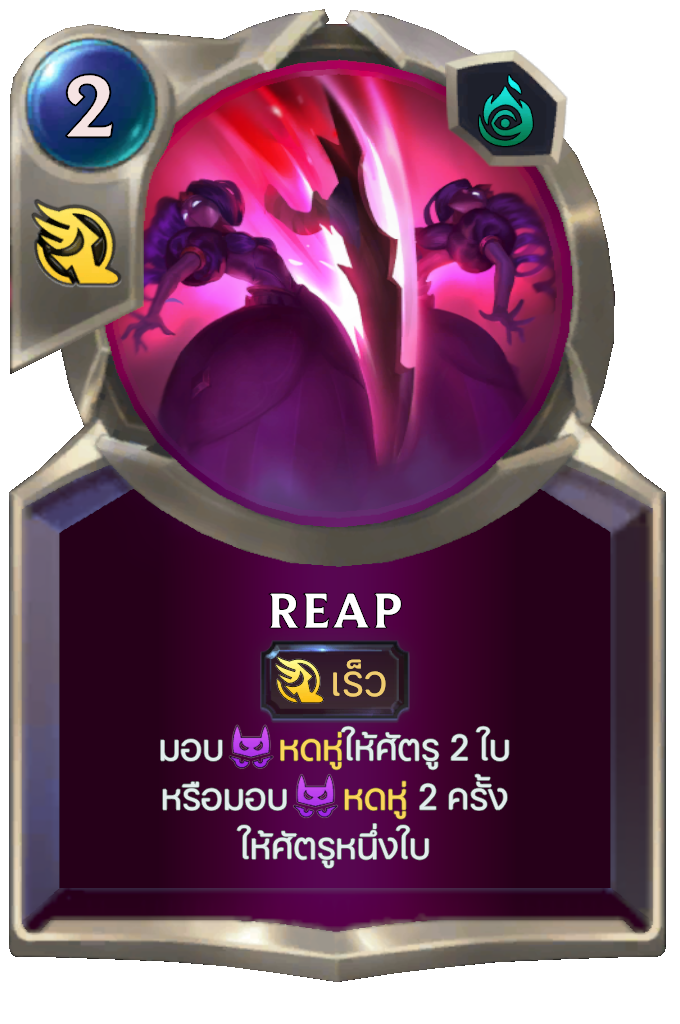 2
REAP
เร็ว
มอบ หดหู่ให้ศัตรู 2 ใบ
หรือมอบ หดหู่ 2 ครั้ง
ให้ศัตรูหนึ่งใบ